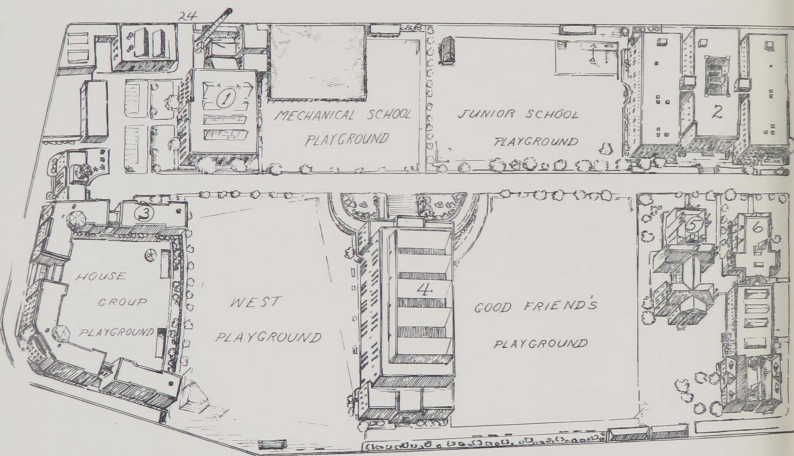 24
1
MECHANICAL SCHOOL
PLAYGROUND
JUNIOR SCHOOL
PLAYGROUND
2
3
HOUSE
GROUP
PLAYGROUND
WEST
PLAYGROUND
4
GOOD FRIEND'S
PLAYGROUND
5
6